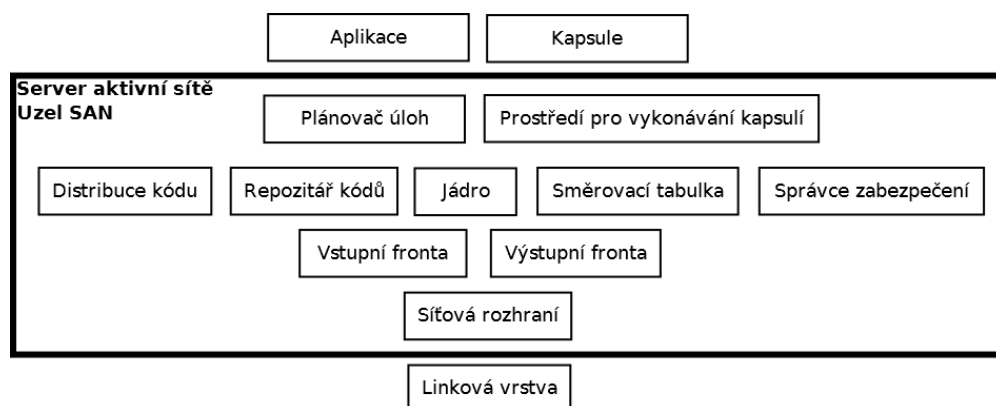 Aplikace
Kapsule
Server aktivní sítě
Uzel SAN
Plánovač úloh
Prostředí pro vykonávání kapsulí
Distribuce kódu
Repozitář kódů
Jádro
Směrovací tabulka
Správce zabezpečení
Vstupní fronta
Výstupní fronta
Síťová rozhraní
Linková vrstva